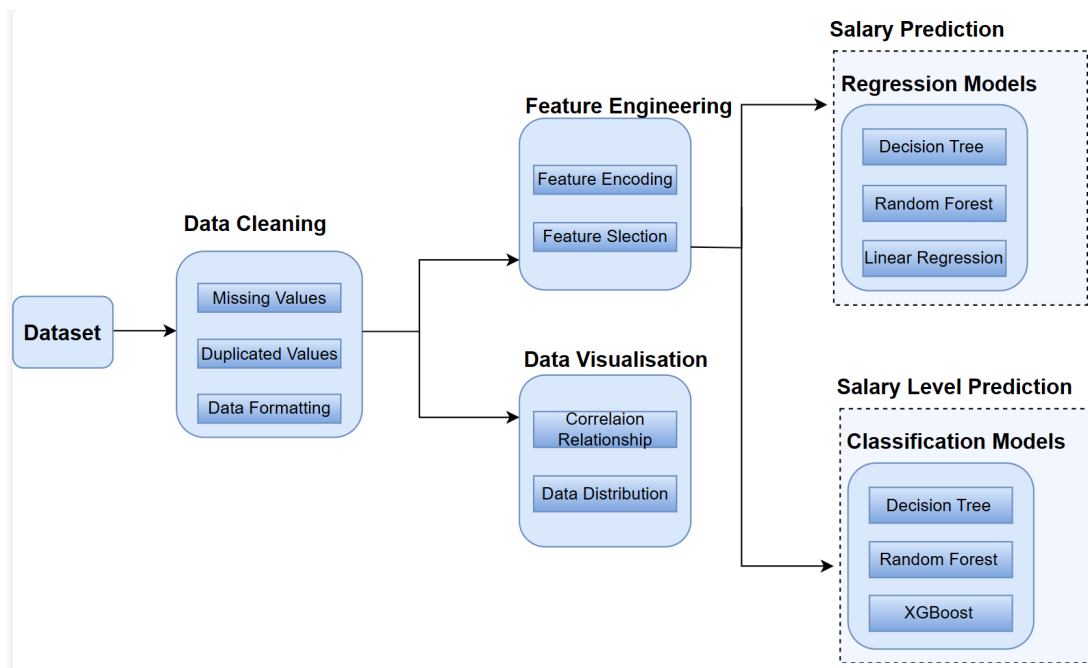 Dataset
Data Cleaning
Missing Values
Duplicated Values
Data Formatting
Feature Engineering
Feature Encoding
Feature Slection
Data Visualisation
Correlaion
Relationship
Data Distribution
Salary Prediction
Regression Models
Decision Tree
Random Forest
Linear Regression
Salary Level Prediction
Classification Models
Decision Tree
Random Forest
XGBoost